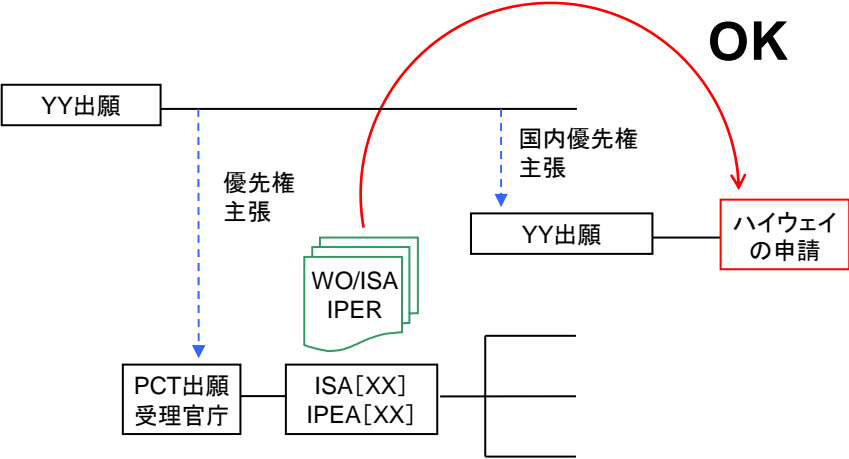 OK
YY出願
国内優先権
主張
優先権
主張
YY出願
ハイウェイ
の申請
WO/ISA
IPER
PCT出願
受理官庁
ISA［XX］
IPEA［XX］